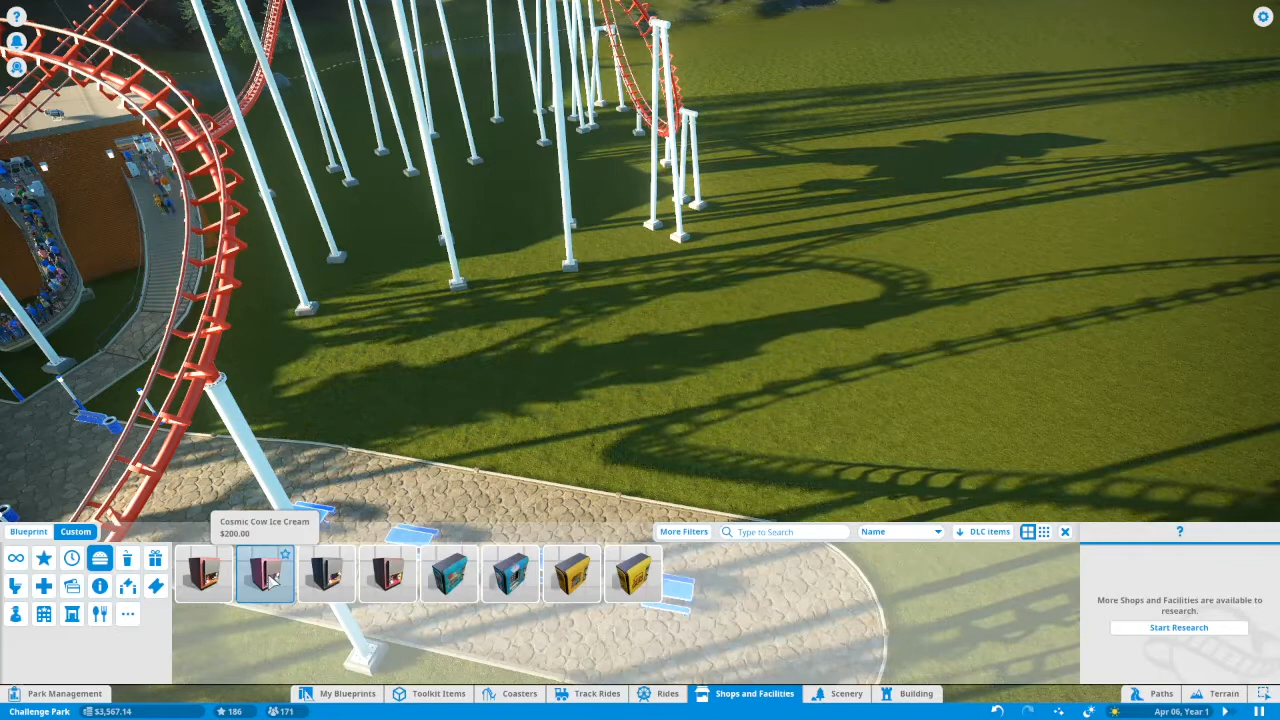 Cosmic Cow Ice Cream
$200.00
Blueprint
Custom
More Filters
Type to Search
Name
DLC items
?
More Shops and Facilities are available to
research.
Start Research
Park Management
My Blueprints
Toolkit Items
Coasters
Track Rides
Rides
Shops and Facilities
Scenery
Building
Paths
Terrain
Challenge Park
$3,567.14
186
171
Apr 06, Year 1